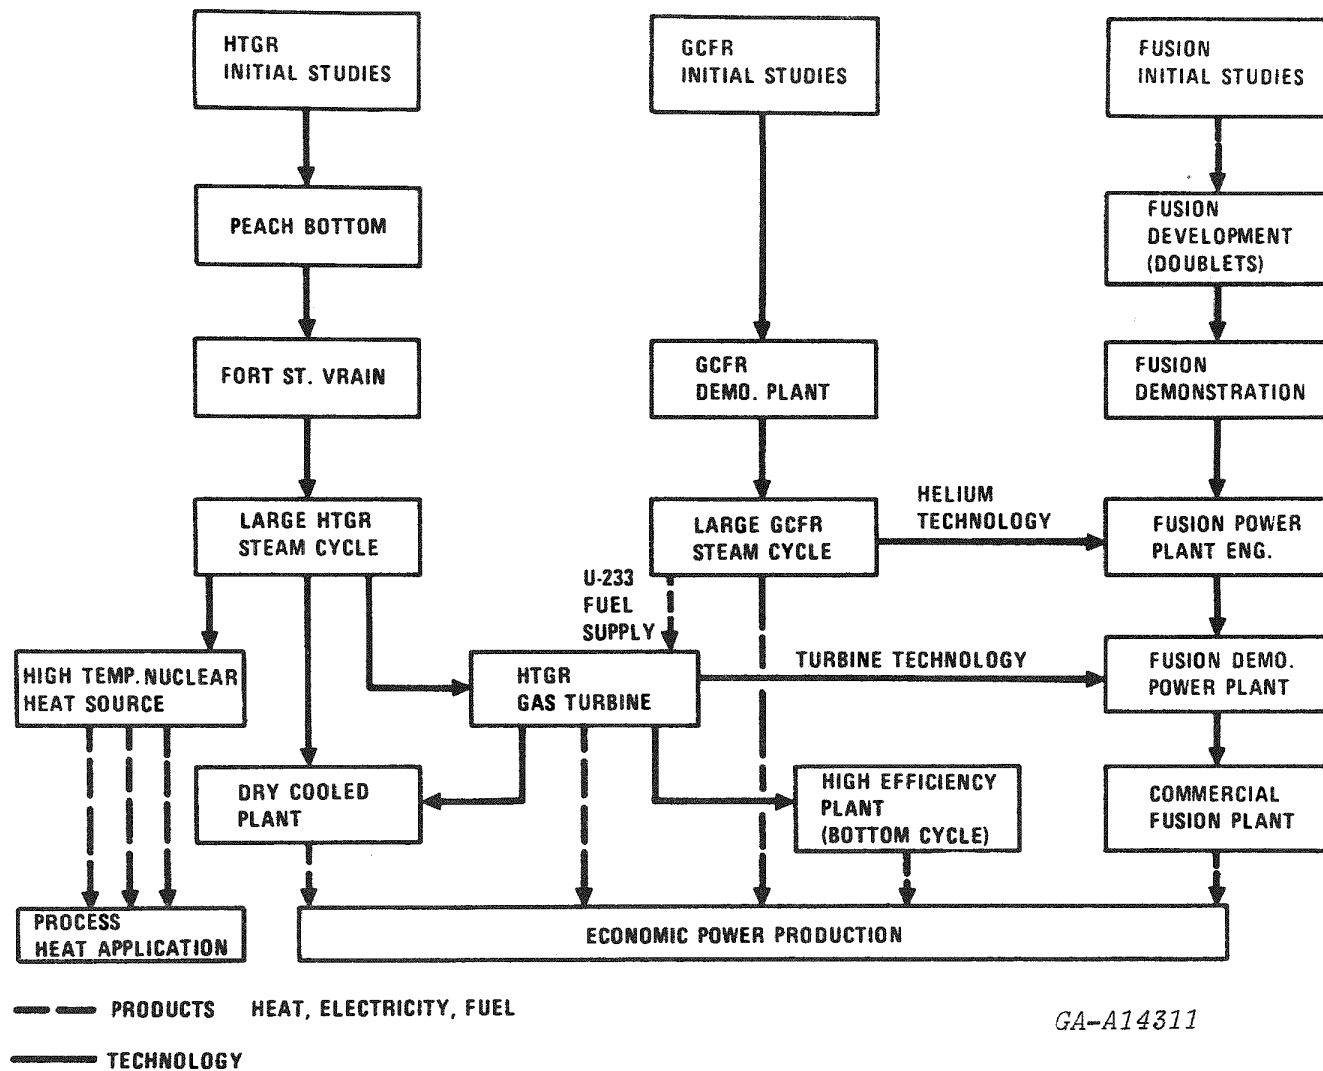 HTGR
INITIAL STUDIES
GCFR
INITIAL STUDIES
FUSION
INITIAL STUDIES
PEACH BOTTOM
FUSION
DEVELOPMENT
(DOUBLETS)
FORT ST. VRAIN
GCFR
DEMO. PLANT
FUSION
DEMONSTRATION
LARGE HTGR
STEAM CYCLE
LARGE GCFR
STEAM CYCLE
HELIUM
TECHNOLOGY
FUSION POWER
PLANT ENG.
U-233
FUEL
SUPPLY
HIGH TEMP. NUCLEAR
HEAT SOURCE
HTGR
GAS TURBINE
TURBINE TECHNOLOGY
FUSION DEMO.
POWER PLANT
DRY COOLED
PLANT
HIGH EFFICIENCY
PLANT
(BOTTOM CYCLE)
COMMERCIAL
FUSION PLANT
PROCESS
HEAT APPLICATION
ECONOMIC POWER PRODUCTION
PRODUCTS HEAT, ELECTRICITY, FUEL
TECHNOLOGY
GA-A14311